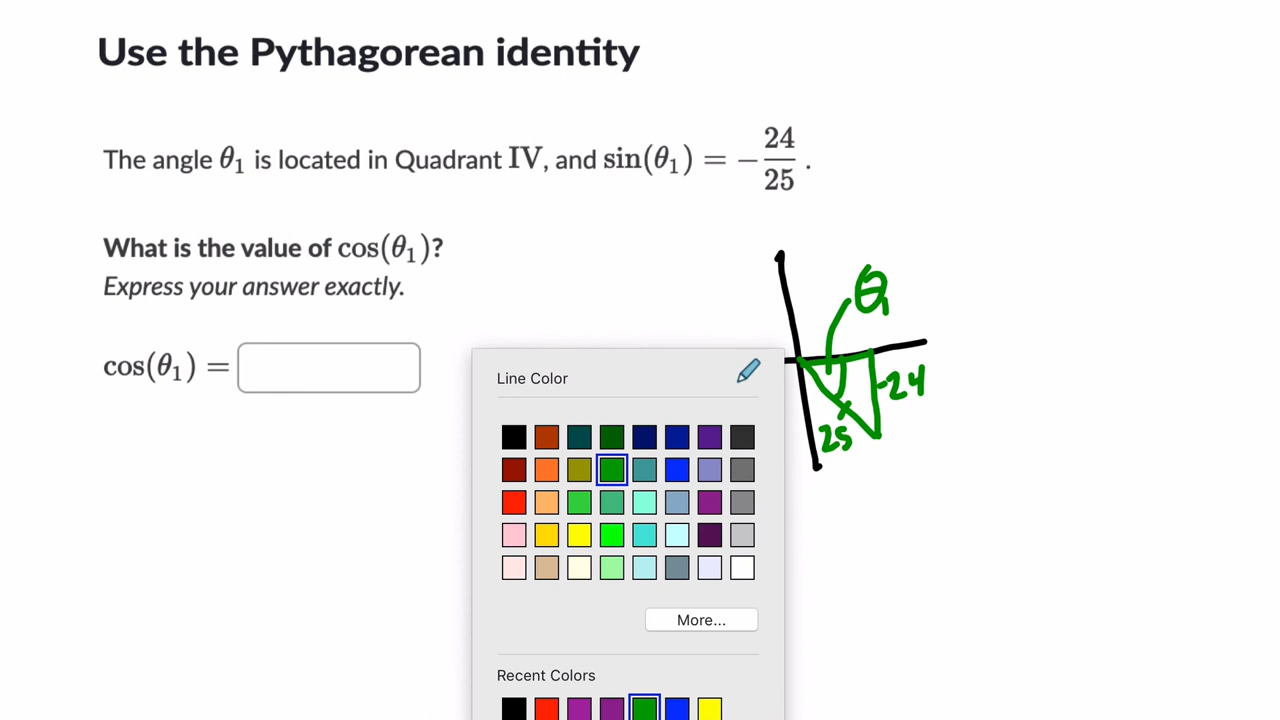 Use the Pythagorean identity
The angle θ₁ is located in Quadrant IV, and sin(θ₁) = −24/25 .
What is the value of cos(θ₁)?
Express your answer exactly.
cos(θ₁) =
θ₁
-24
25
Line Color
More...
Recent Colors